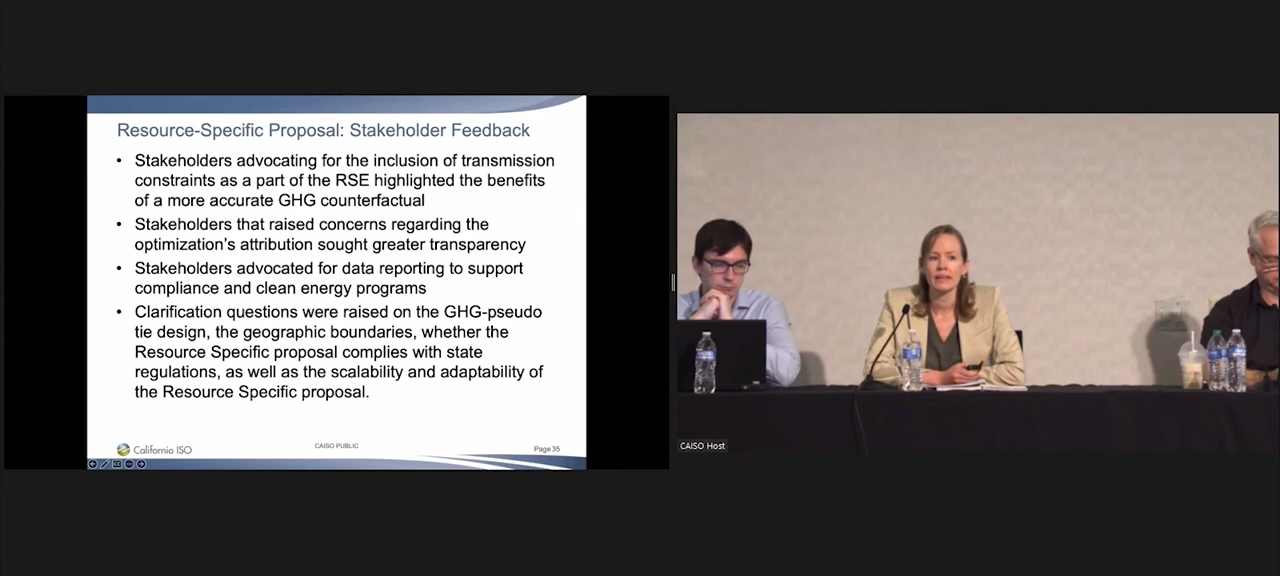 Resource-Specific Proposal: Stakeholder Feedback
• Stakeholders advocating for the inclusion of transmission
constraints as a part of the RSE highlighted the benefits
of a more accurate GHG counterfactual
• Stakeholders that raised concerns regarding the
optimization's attribution sought greater transparency
• Stakeholders advocated for data reporting to support
compliance and clean energy programs
• Clarification questions were raised on the GHG-pseudo
tie design, the geographic boundaries, whether the
Resource Specific proposal complies with state
regulations, as well as the scalability and adaptability of
the Resource Specific proposal.
California ISO
CAISO PUBLIC
Page 35
CAISO Host